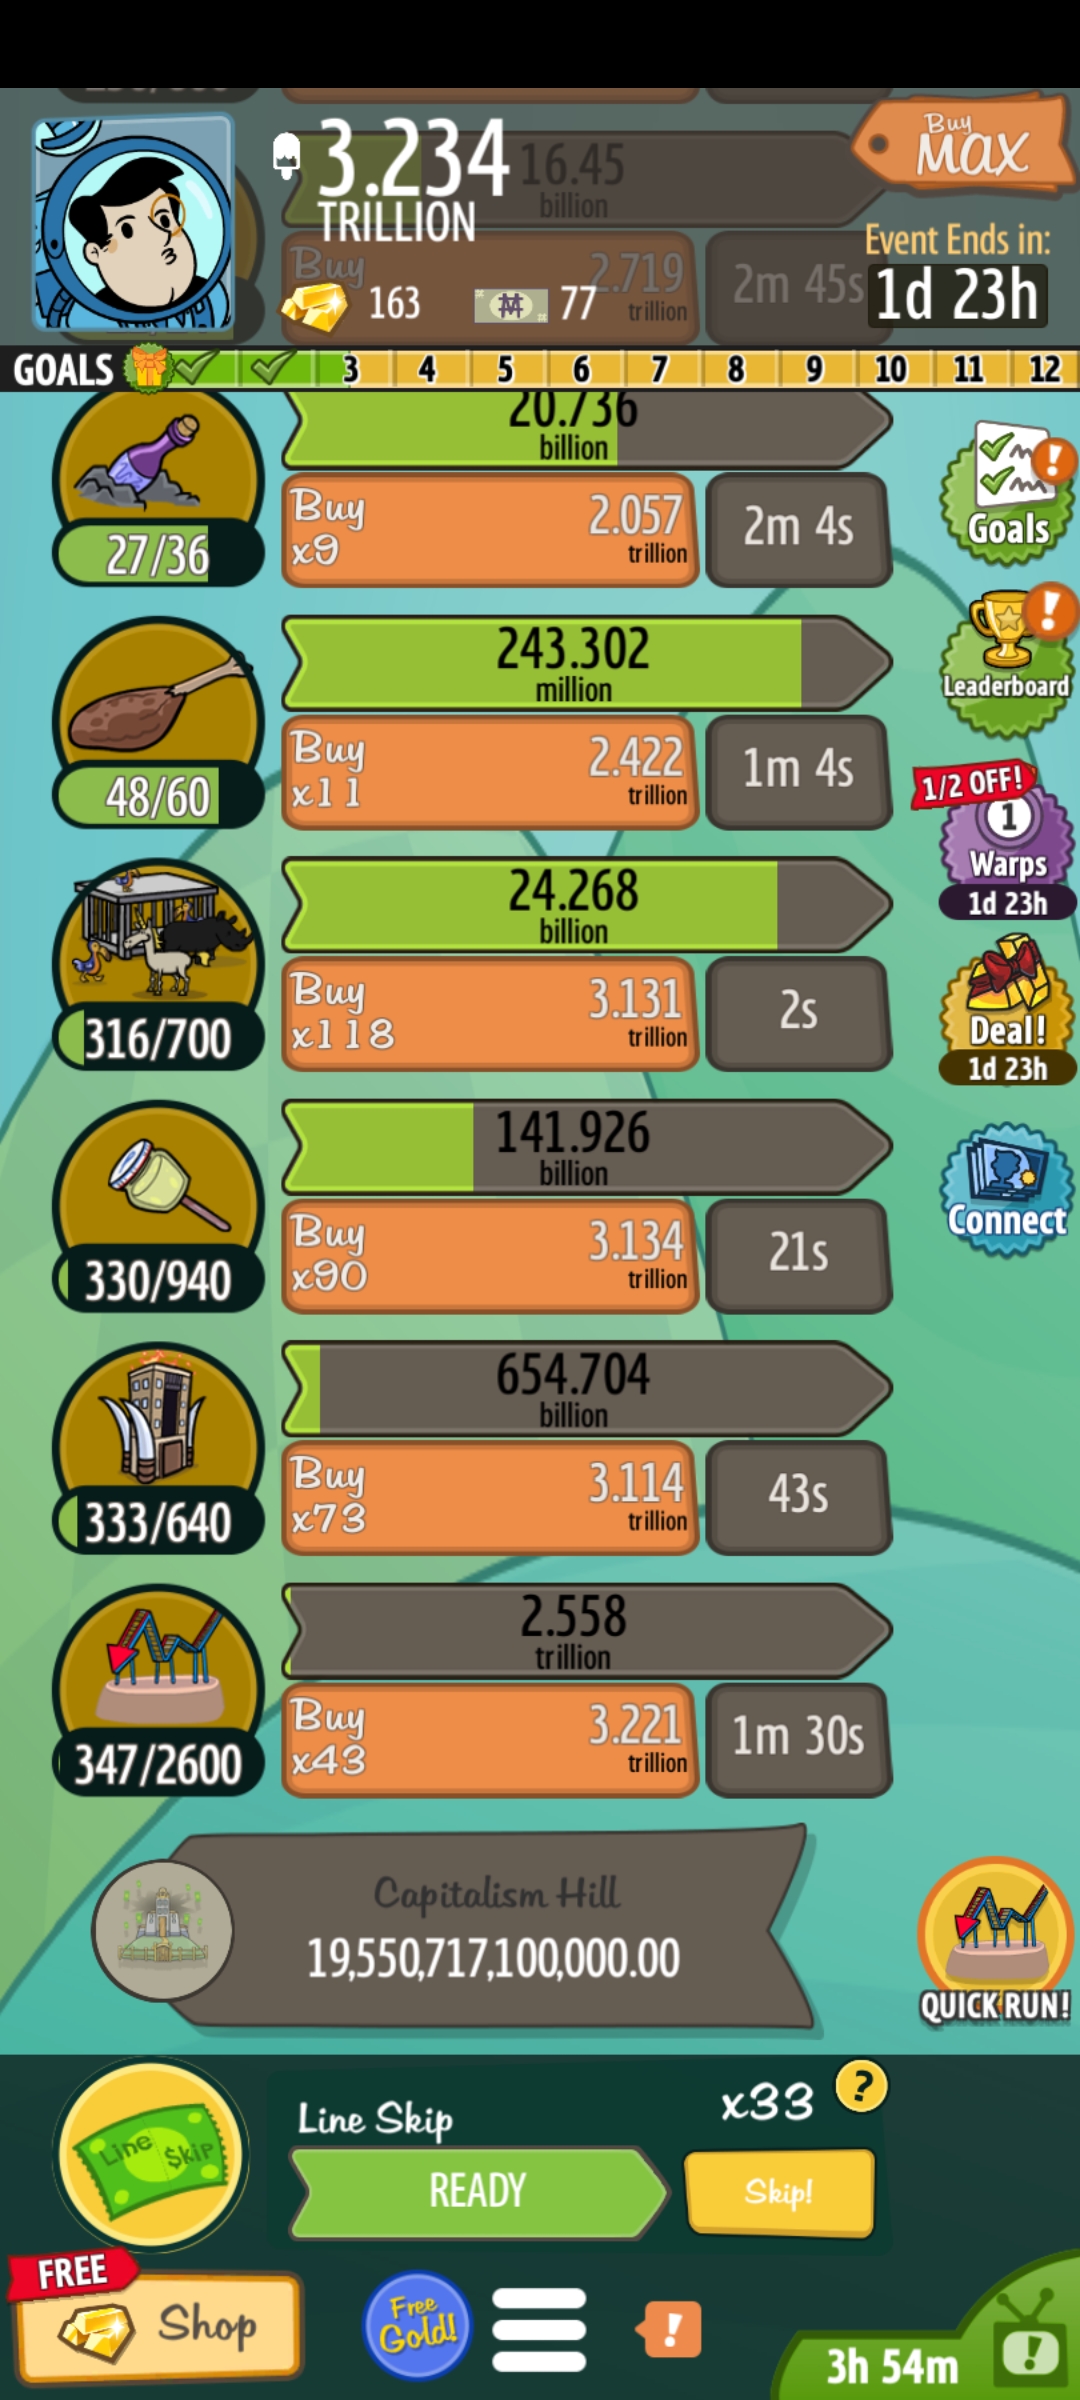 3.234
TRILLION
16.45
billion
Buy
MAX
Buy
2.719
trillion
2m 45s
163
77
Event Ends in:
1d 23h
GOALS
3
4
5
6
7
8
9
10
11
12
20.736
billion
27/36
Buy
x9
2.057
trillion
2m 4s
Goals
243.302
million
48/60
Buy
x11
2.422
trillion
1m 4s
Leaderboard
1/2 OFF!
1
Warps
1d 23h
24.268
billion
316/700
Buy
x118
3.131
trillion
2s
Deal!
1d 23h
141.926
billion
330/940
Buy
x90
3.134
trillion
21s
Connect
654.704
billion
333/640
Buy
x73
3.114
trillion
43s
2.558
trillion
347/2600
Buy
x43
3.221
trillion
1m 30s
Capitalism Hill
19,550,717,100,000.00
QUICK RUN!
Line $kip
Line Skip
x33
?
READY
Skip!
FREE
Shop
Free
Gold!
!
3h 54m
!